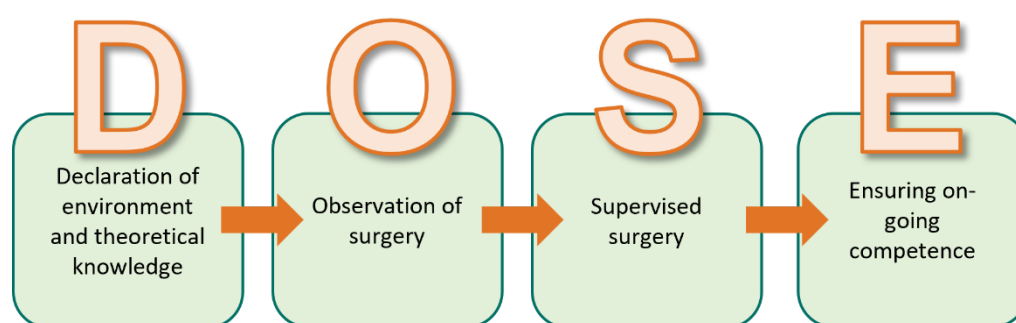 D
Declaration of
environment
and theoretical
knowledge
O
Observation of
surgery
S
Supervised
surgery
E
Ensuring on-
going
competence